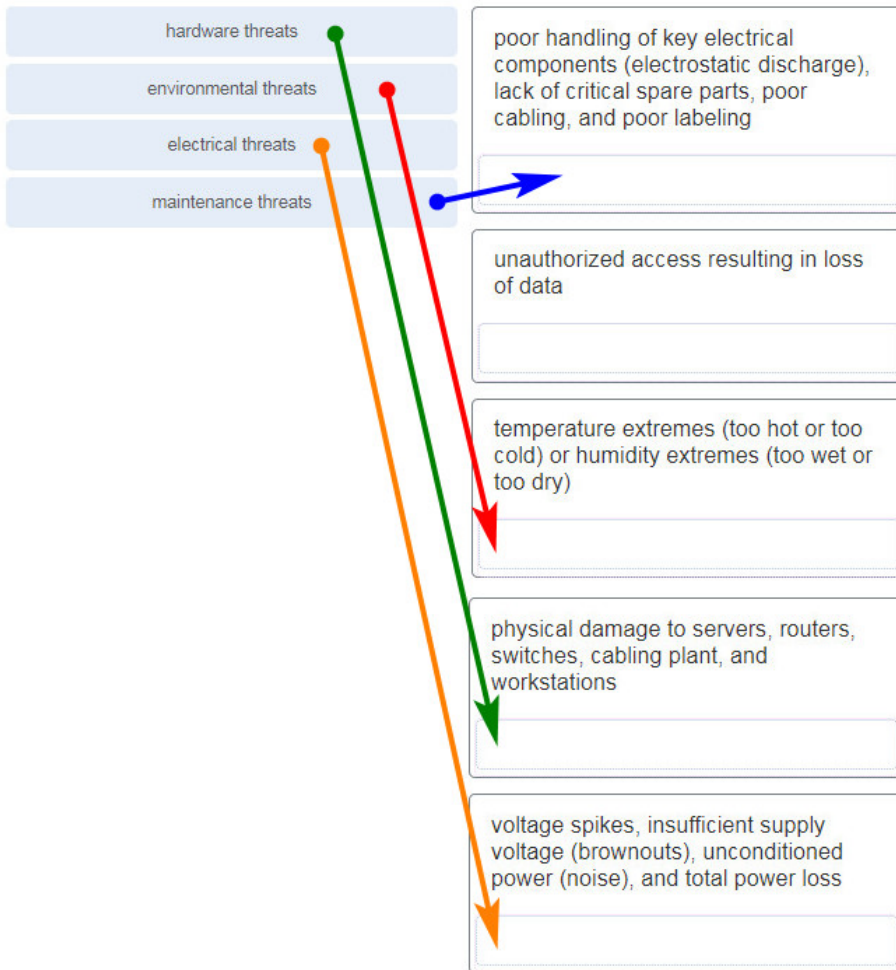 hardware threats
environmental threats
electrical threats
maintenance threats
poor handling of key electrical
components (electrostatic discharge),
lack of critical spare parts, poor
cabling, and poor labeling
unauthorized access resulting in loss
of data
temperature extremes (too hot or too
cold) or humidity extremes (too wet or
too dry)
physical damage to servers, routers,
switches, cabling plant, and
workstations
voltage spikes, insufficient supply
voltage (brownouts), unconditioned
power (noise), and total power loss